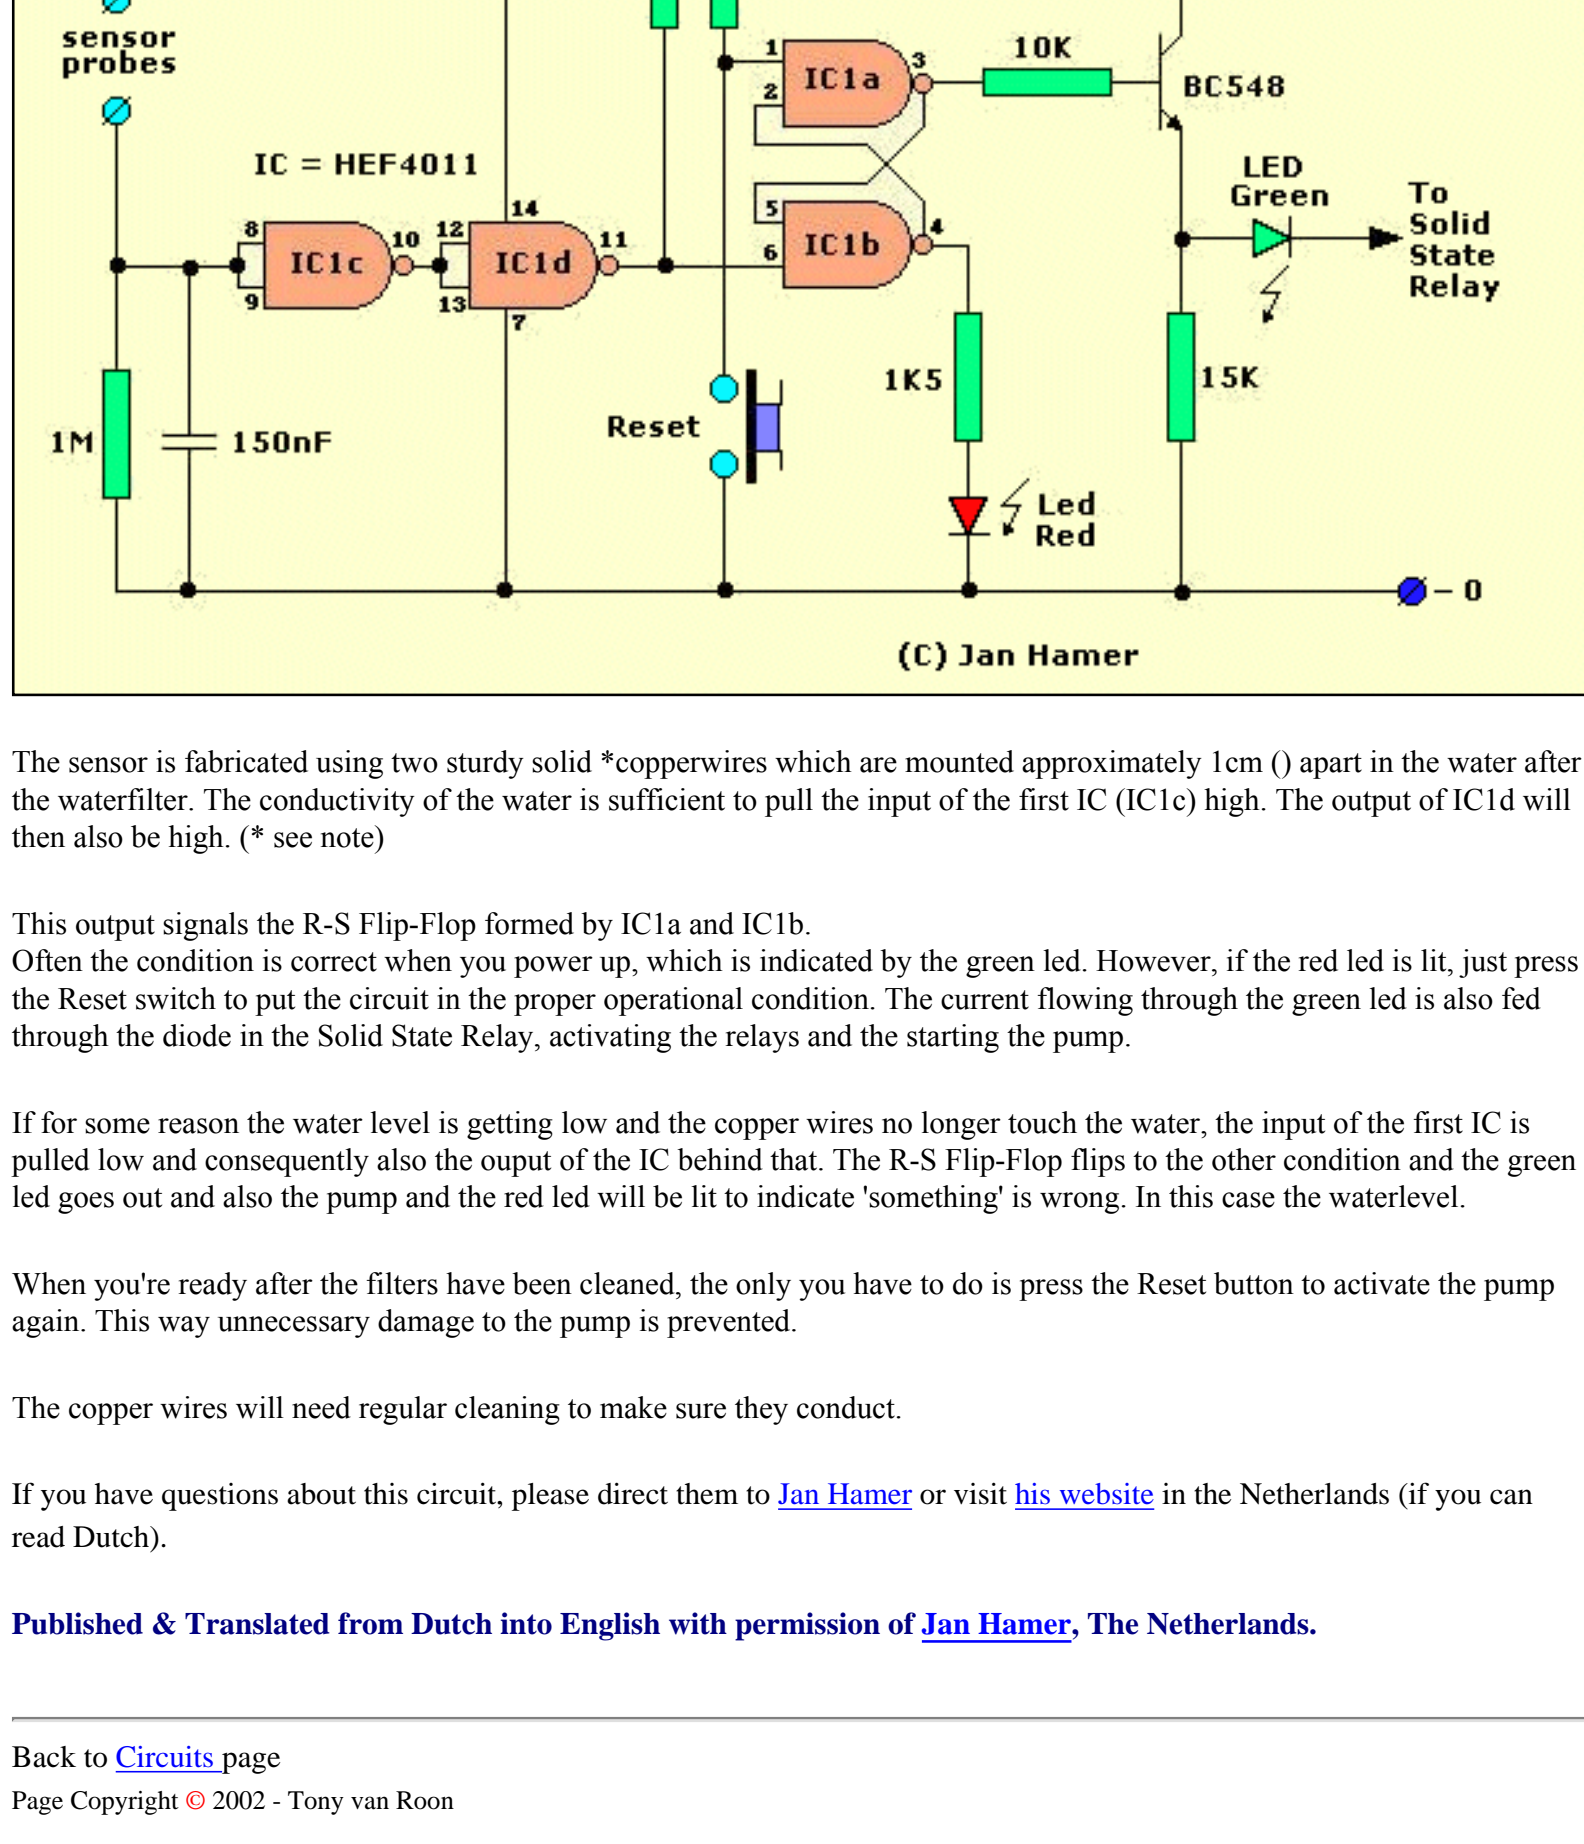 sensor
probes
IC = HEF4011
1
2
IC1a
3
10K
BC548
LED
Green
To
Solid
State
Relay
8
9
IC1c
10
12
13
14
IC1d
11
7
5
6
IC1b
4
1M
150nF
Reset
1K5
15K
Led
Red
– 0
(C) Jan Hamer
The sensor is fabricated using two sturdy solid *copperwires which are mounted approximately 1cm () apart in the water after
the waterfilter. The conductivity of the water is sufficient to pull the input of the first IC (IC1c) high. The output of IC1d will
then also be high. (* see note)
This output signals the R-S Flip-Flop formed by IC1a and IC1b.
Often the condition is correct when you power up, which is indicated by the green led. However, if the red led is lit, just press
the Reset switch to put the circuit in the proper operational condition. The current flowing through the green led is also fed
through the diode in the Solid State Relay, activating the relays and the starting the pump.
If for some reason the water level is getting low and the copper wires no longer touch the water, the input of the first IC is
pulled low and consequently also the ouput of the IC behind that. The R-S Flip-Flop flips to the other condition and the green
led goes out and also the pump and the red led will be lit to indicate 'something' is wrong. In this case the waterlevel.
When you're ready after the filters have been cleaned, the only you have to do is press the Reset button to activate the pump
again. This way unnecessary damage to the pump is prevented.
The copper wires will need regular cleaning to make sure they conduct.
If you have questions about this circuit, please direct them to Jan Hamer or visit his website in the Netherlands (if you can
read Dutch).
Published & Translated from Dutch into English with permission of Jan Hamer, The Netherlands.
Back to Circuits page
Page Copyright © 2002 - Tony van Roon